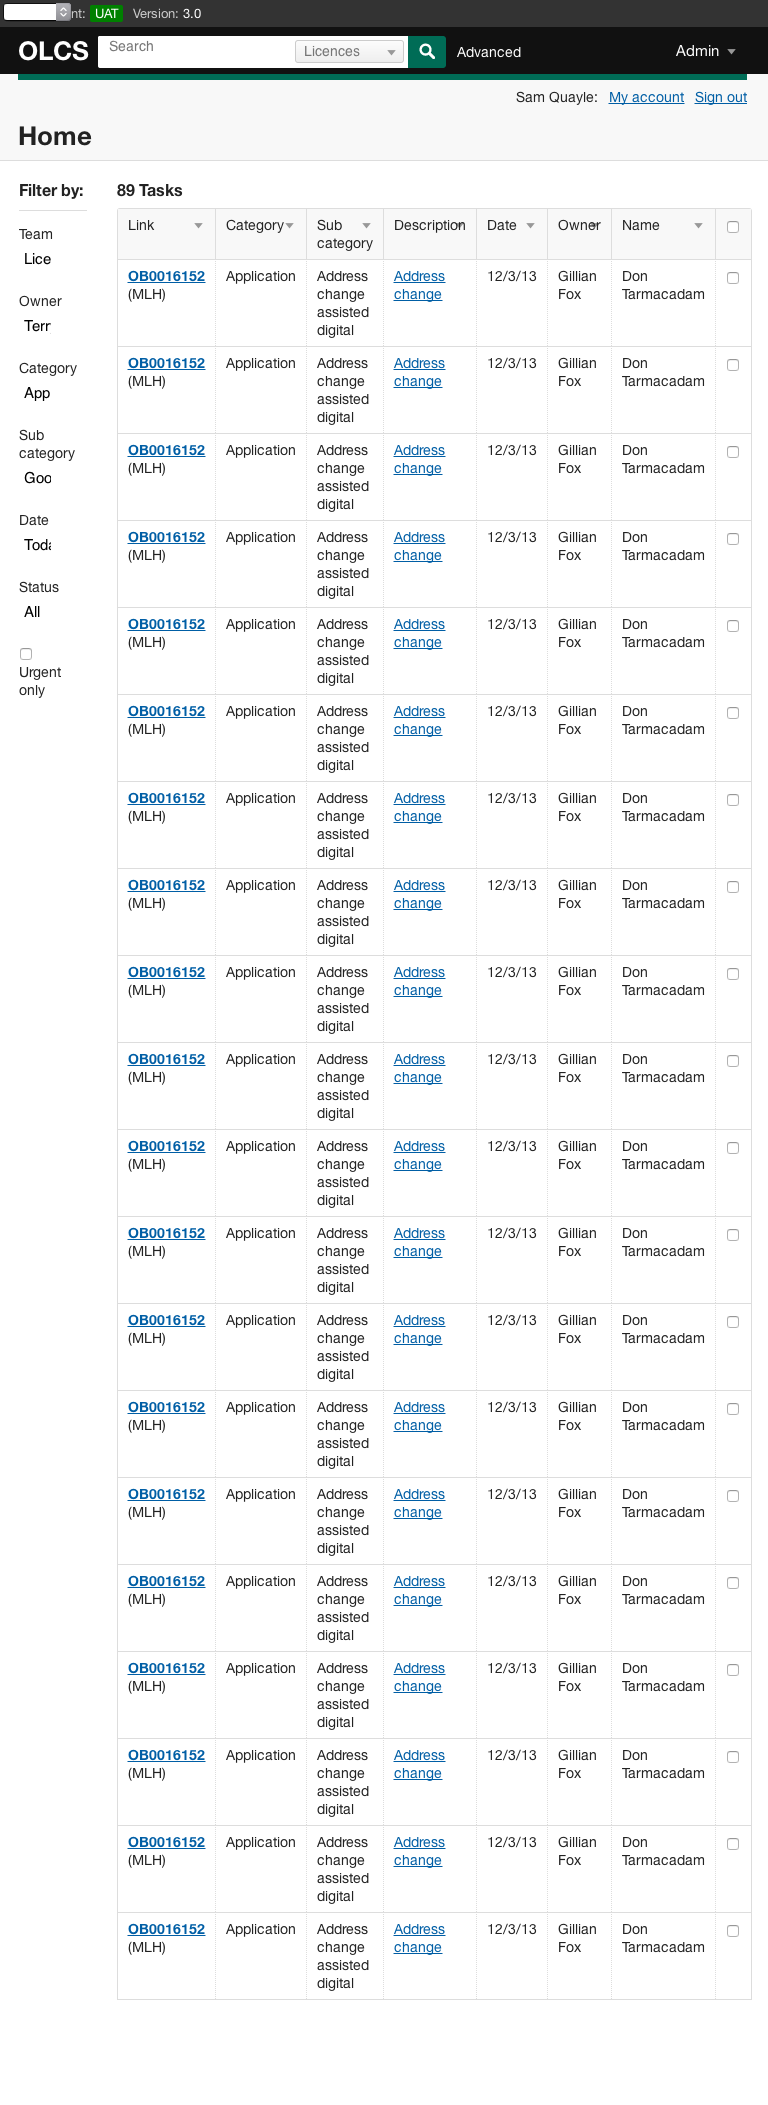 nt: UAT Version: 3.0
OLCS Search Licences Advanced Admin
Sam Quayle: My account Sign out
Home
Filter by:
Team
Lice
Owner
Terr
Category
App
Sub
category
Goo
Date
Toda
Status
All
Urgent
only
89 Tasks
Link Category Sub Description Date Owner Name
category
OB0016152 Application Address Address 12/3/13 Gillian Don
(MLH) change change Fox Tarmacadam
assisted
digital
OB0016152 Application Address Address 12/3/13 Gillian Don
(MLH) change change Fox Tarmacadam
assisted
digital
OB0016152 Application Address Address 12/3/13 Gillian Don
(MLH) change change Fox Tarmacadam
assisted
digital
OB0016152 Application Address Address 12/3/13 Gillian Don
(MLH) change change Fox Tarmacadam
assisted
digital
OB0016152 Application Address Address 12/3/13 Gillian Don
(MLH) change change Fox Tarmacadam
assisted
digital
OB0016152 Application Address Address 12/3/13 Gillian Don
(MLH) change change Fox Tarmacadam
assisted
digital
OB0016152 Application Address Address 12/3/13 Gillian Don
(MLH) change change Fox Tarmacadam
assisted
digital
OB0016152 Application Address Address 12/3/13 Gillian Don
(MLH) change change Fox Tarmacadam
assisted
digital
OB0016152 Application Address Address 12/3/13 Gillian Don
(MLH) change change Fox Tarmacadam
assisted
digital
OB0016152 Application Address Address 12/3/13 Gillian Don
(MLH) change change Fox Tarmacadam
assisted
digital
OB0016152 Application Address Address 12/3/13 Gillian Don
(MLH) change change Fox Tarmacadam
assisted
digital
OB0016152 Application Address Address 12/3/13 Gillian Don
(MLH) change change Fox Tarmacadam
assisted
digital
OB0016152 Application Address Address 12/3/13 Gillian Don
(MLH) change change Fox Tarmacadam
assisted
digital
OB0016152 Application Address Address 12/3/13 Gillian Don
(MLH) change change Fox Tarmacadam
assisted
digital
OB0016152 Application Address Address 12/3/13 Gillian Don
(MLH) change change Fox Tarmacadam
assisted
digital
OB0016152 Application Address Address 12/3/13 Gillian Don
(MLH) change change Fox Tarmacadam
assisted
digital
OB0016152 Application Address Address 12/3/13 Gillian Don
(MLH) change change Fox Tarmacadam
assisted
digital
OB0016152 Application Address Address 12/3/13 Gillian Don
(MLH) change change Fox Tarmacadam
assisted
digital
OB0016152 Application Address Address 12/3/13 Gillian Don
(MLH) change change Fox Tarmacadam
assisted
digital
OB0016152 Application Address Address 12/3/13 Gillian Don
(MLH) change change Fox Tarmacadam
assisted
digital